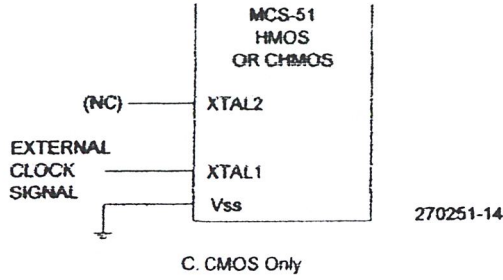 MCS-51
HMOS
OR CHMOS
(NC)
XTAL2
EXTERNAL
CLOCK
SIGNAL
XTAL1
Vss
270251-14
C. CMOS Only